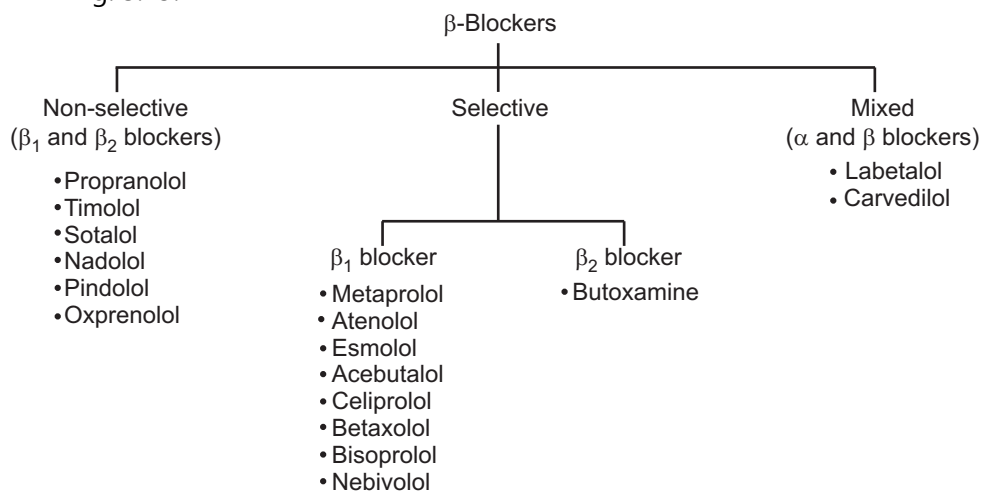 β-Blockers
Non-selective
(β₁ and β₂ blockers)
•Propranolol
•Timolol
•Sotalol
•Nadolol
•Pindolol
•Oxprenolol
Selective
β₁ blocker
•Metaprolol
•Atenolol
•Esmolol
•Acebutalol
•Celiprolol
•Betaxolol
•Bisoprolol
•Nebivolol
β₂ blocker
•Butoxamine
Mixed
(α and β blockers)
• Labetalol
• Carvedilol